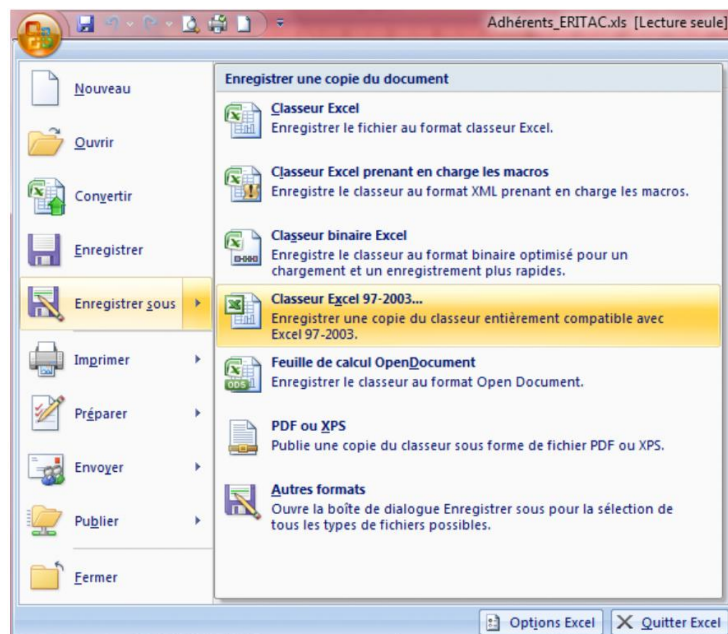 Adhérents_ERITAC.xls [Lecture seule]
Nouveau
Ouvrir
Convertir
Enregistrer
Enregistrer sous
Imprimer
Préparer
Envoyer
Publier
Fermer
Enregistrer une copie du document
Classeur Excel
Enregistrer le fichier au format classeur Excel.
Classeur Excel prenant en charge les macros
Enregistre le classeur au format XML prenant en charge les macros.
Classeur binaire Excel
Enregistre le classeur au format binaire optimisé pour un
chargement et un enregistrement plus rapides.
Classeur Excel 97-2003...
Enregistrer une copie du classeur entièrement compatible avec
Excel 97-2003.
Feuille de calcul OpenDocument
Enregistrer le classeur au format Open Document.
PDF ou XPS
Publie une copie du classeur sous forme de fichier PDF ou XPS.
Autres formats
Ouvre la boîte de dialogue Enregistrer sous pour la sélection de
tous les types de fichiers possibles.
Options Excel
Quitter Excel